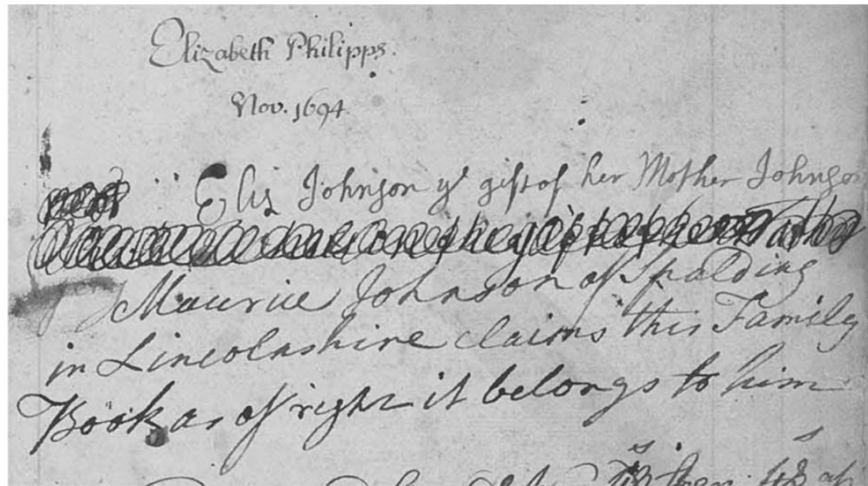 Elizabeth Philipps.
Nov. 1694
Eliz Johnson ye gift of her Mother Johnson
Maurice Johnson of Spalding
in Lincolnshire claims this Family
Book as of right it belongs to him